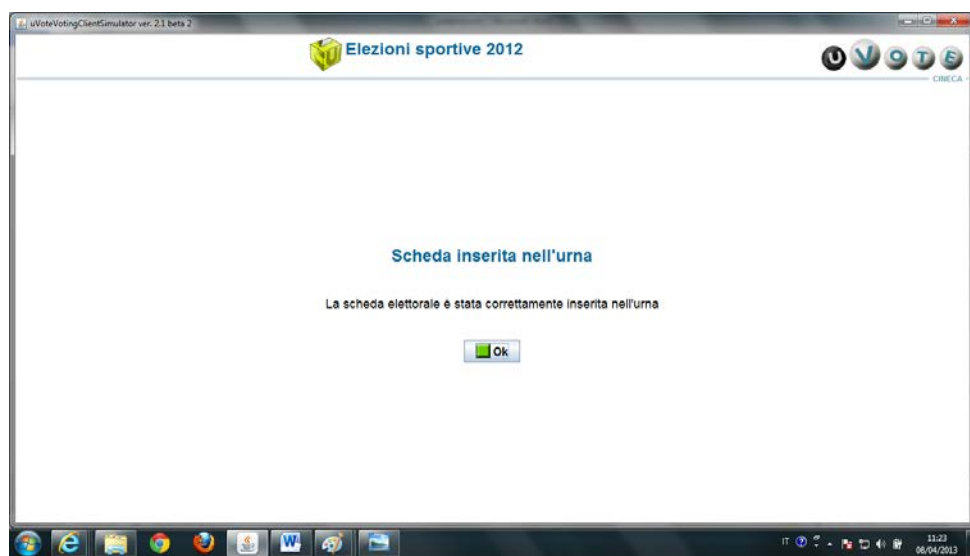 uVoteVotingClientSimulator ver. 2.1 beta 2
Elezioni sportive 2012
U VOTE
CINECA
Scheda inserita nell'urna
La scheda elettorale è stata correttamente inserita nell'urna
Ok
IT
11:23
08/04/2013